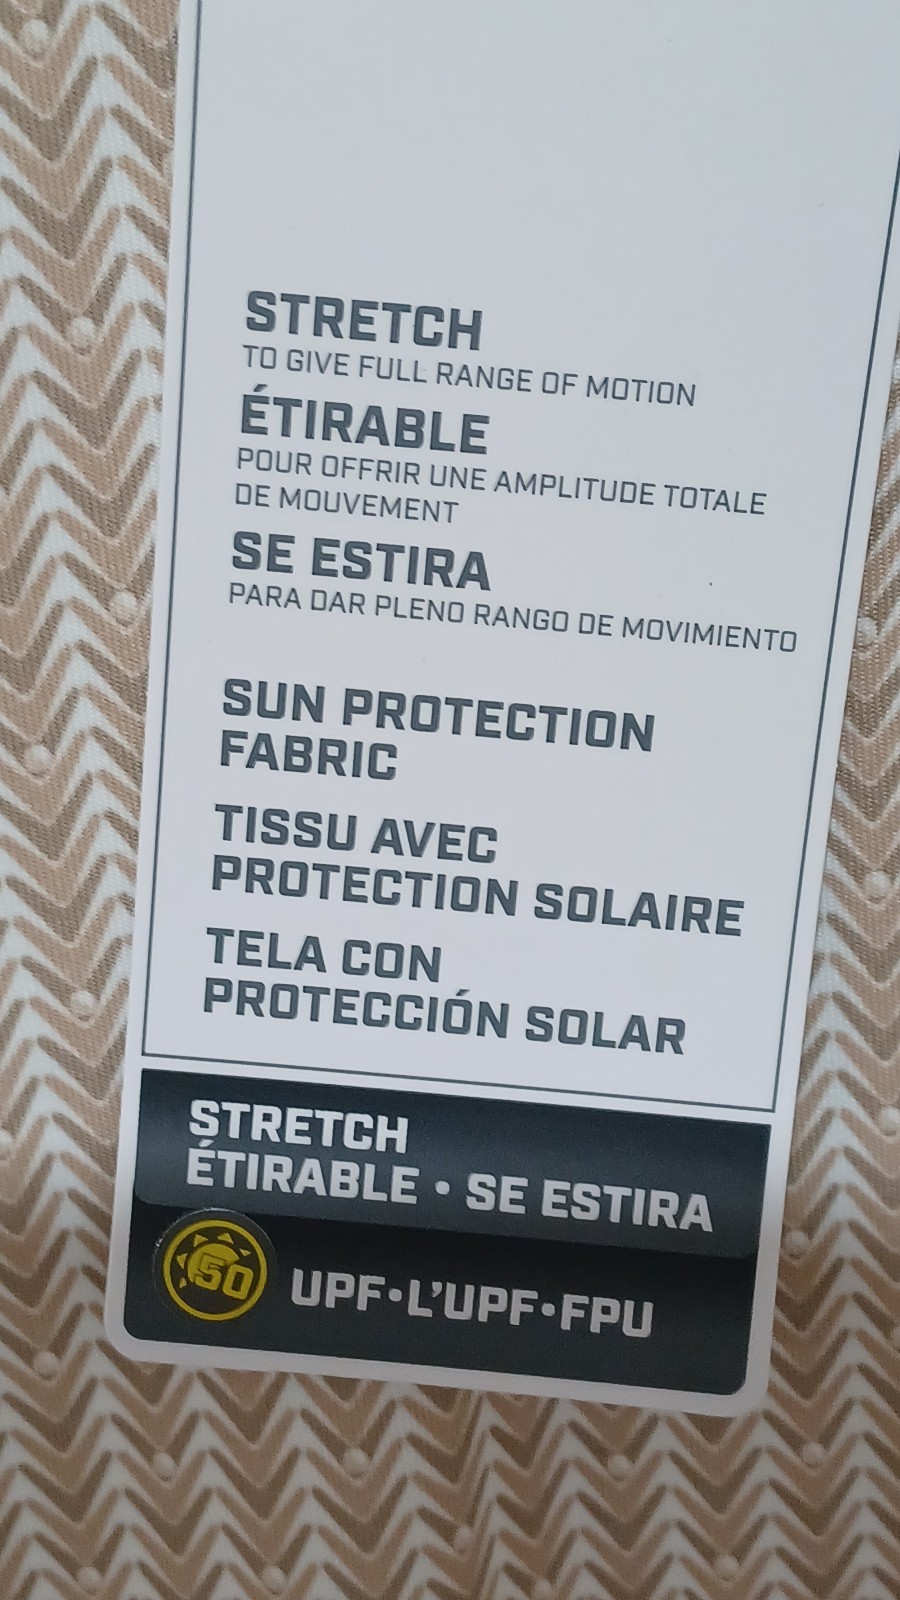 STRETCH
TO GIVE FULL RANGE OF MOTION
ÉTIRABLE
POUR OFFRIR UNE AMPLITUDE TOTALE
DE MOUVEMENT
SE ESTIRA
PARA DAR PLENO RANGO DE MOVIMIENTO
SUN PROTECTION
FABRIC
TISSU AVEC
PROTECTION SOLAIRE
TELA CON
PROTECCIÓN SOLAR
STRETCH
ÉTIRABLE • SE ESTIRA
50 UPF•L'UPF•FPU